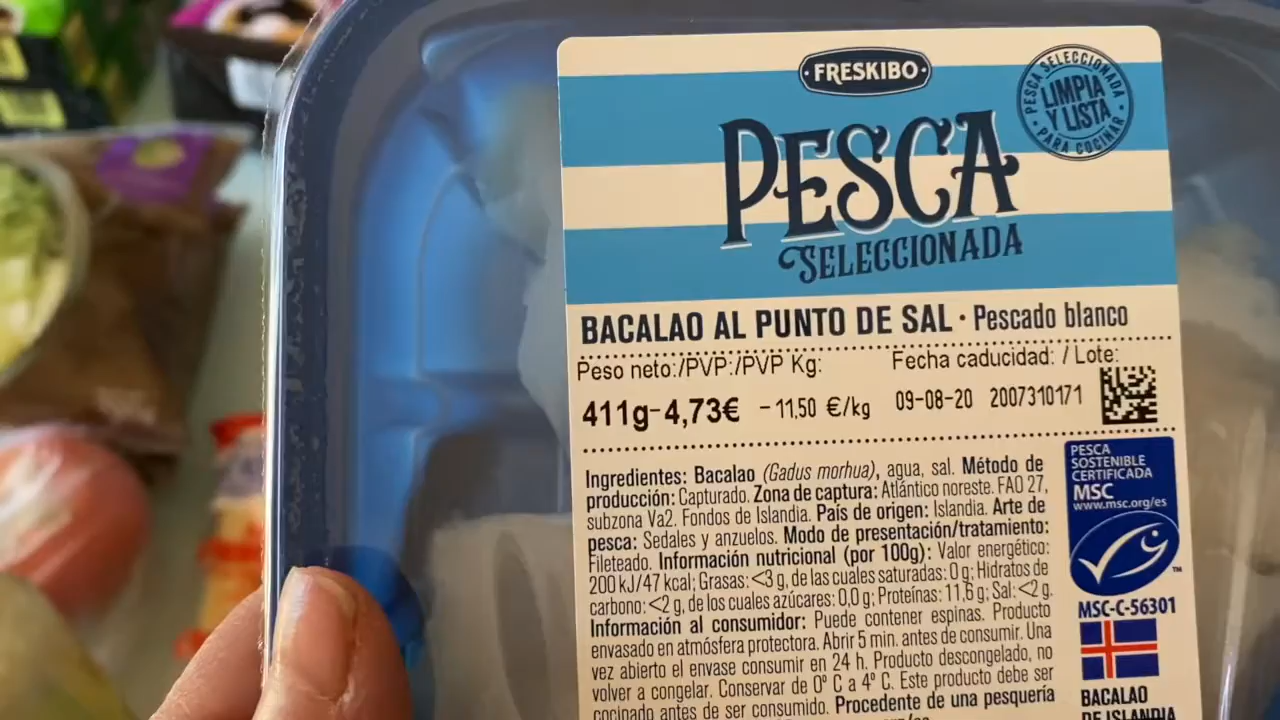 FRESKIBO
PESCA SELECCIONADA
LIMPIA
Y LISTA
PARA COCINAR
PESCA
SELECCIONADA
BACALAO AL PUNTO DE SAL · Pescado blanco
Peso neto:/PVP:/PVP Kg: Fecha caducidad: / Lote:
411g-4,73€ - 11,50 €/kg 09-08-20 2007310171
Ingredientes: Bacalao (Gadus morhua), agua, sal. Método de
producción: Capturado. Zona de captura: Atlántico noreste. FAO 27,
subzona Va2. Fondos de Islandia. País de origen: Islandia. Arte de
pesca: Sedales y anzuelos. Modo de presentación/tratamiento:
Fileteado. Información nutricional (por 100g): Valor energético:
200 kJ/47 kcal; Grasas: <3 g, de las cuales saturadas: 0 g; Hidratos de
carbono: <2 g, de los cuales azúcares: 0,0 g; Proteínas: 11,6 g; Sal: <2 g.
Información al consumidor: Puede contener espinas. Producto
envasado en atmósfera protectora. Abrir 5 min. antes de consumir. Una
vez abierto el envase consumir en 24 h. Producto descongelado, no
volver a congelar. Conservar de 0º C a 4º C. Este producto debe ser
cocinado antes de ser consumido. Procedente de una pesquería
PESCA
SOSTENIBLE
CERTIFICADA
MSC
www.msc.org/es
TM
MSC-C-56301
BACALAO
DE ISLANDIA